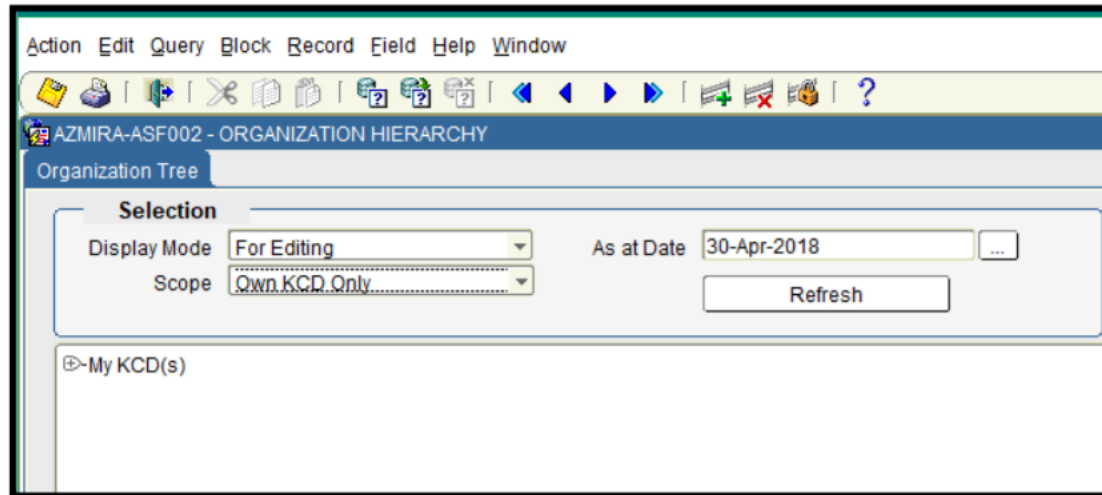 Action Edit Query Block Record Field Help Window
AZMIRA-ASF002 - ORGANIZATION HIERARCHY
Organization Tree
Selection
Display Mode For Editing As at Date 30-Apr-2018 ...
Scope Own KCD Only Refresh
My KCD(s)